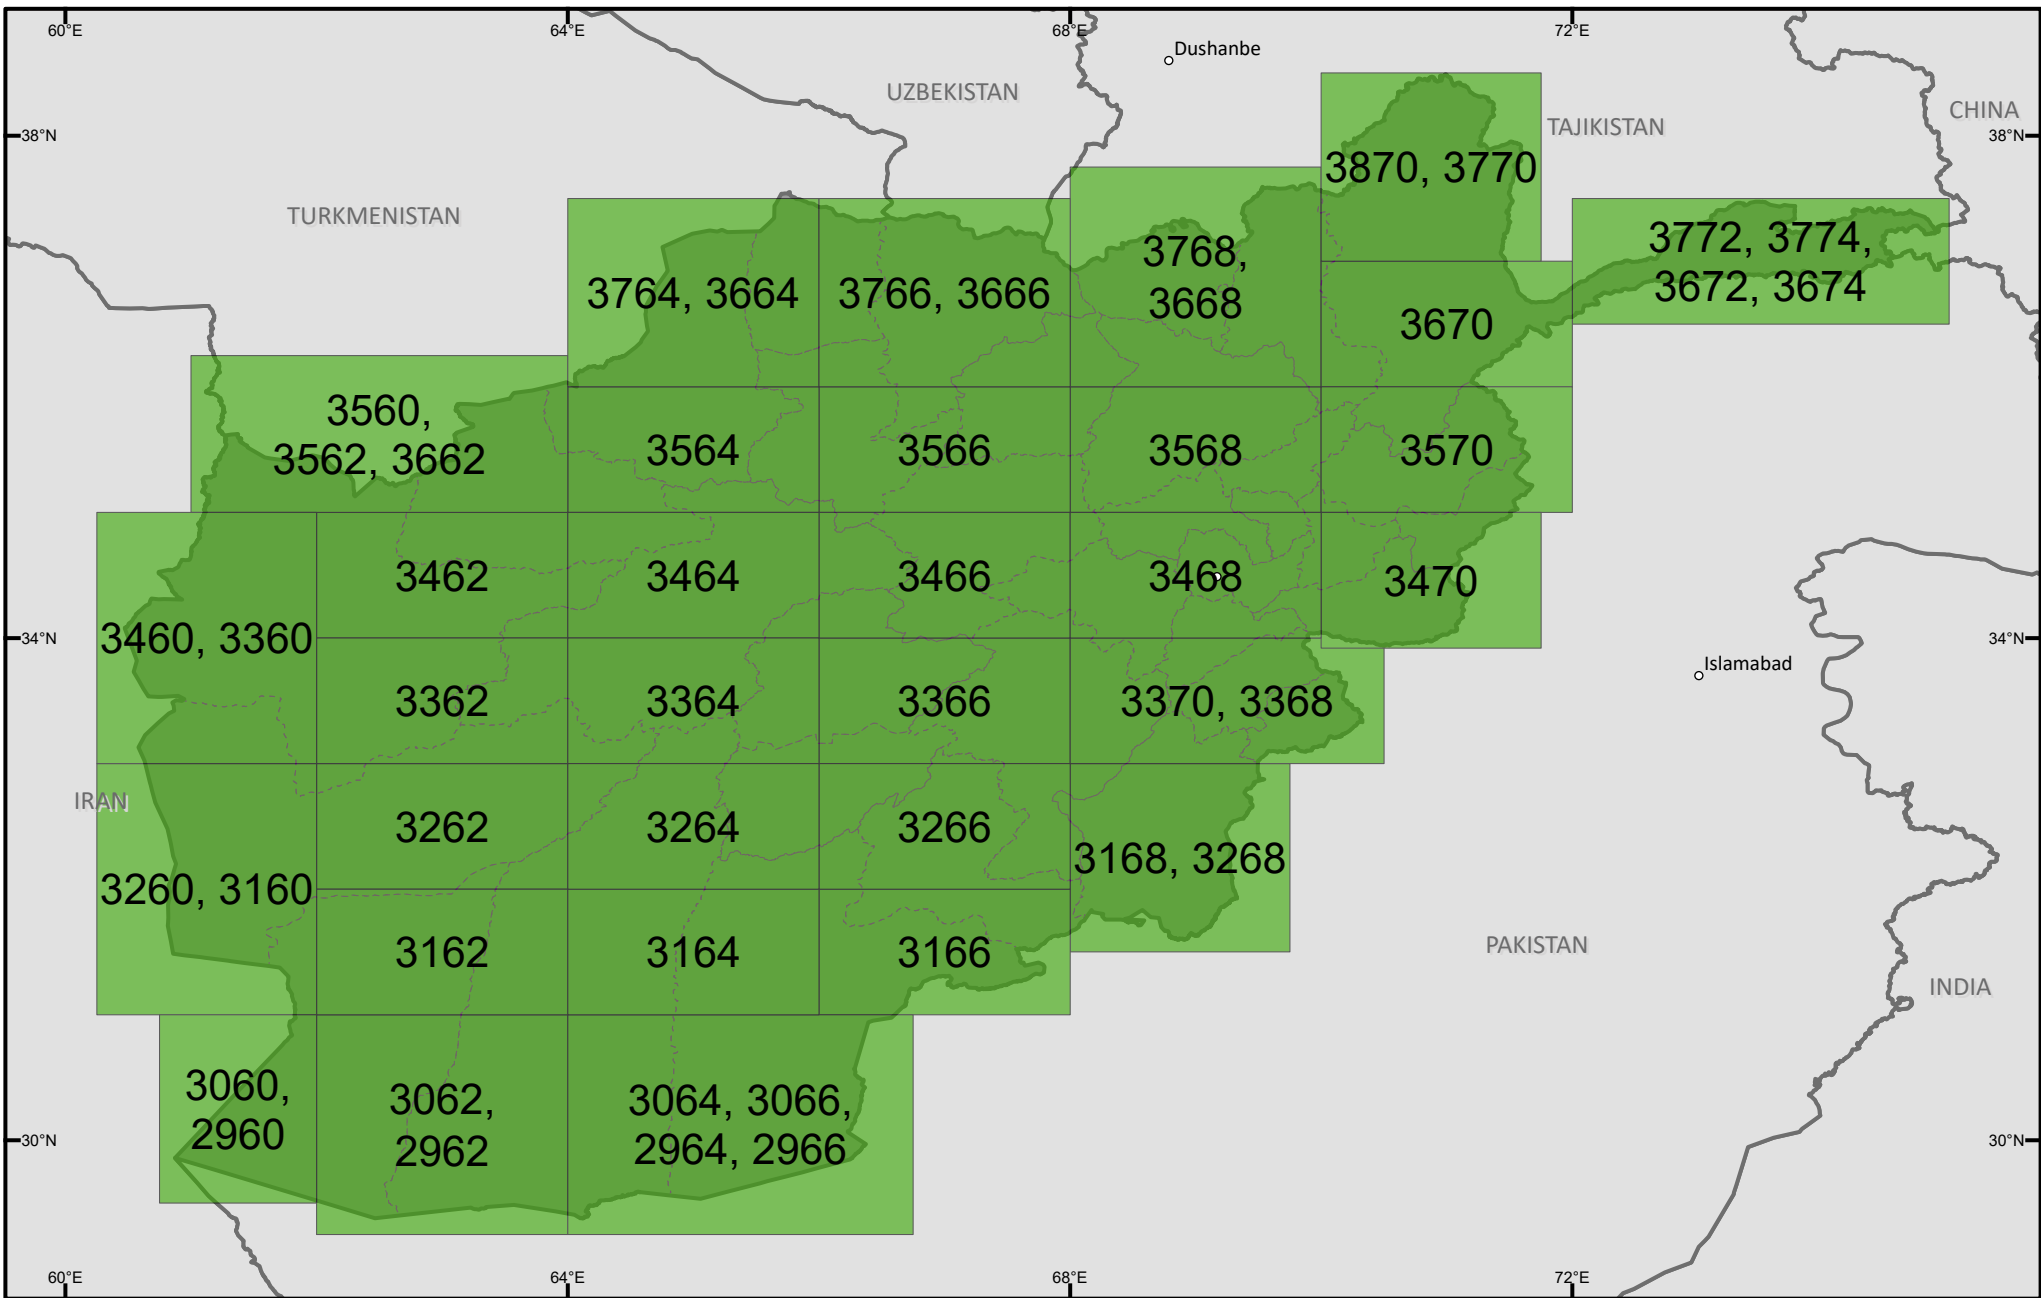 60°E
64°E
68°E
72°E
Dushanbe
UZBEKISTAN
CHINA
TAJIKISTAN
38°N
38°N
3870, 3770
TURKMENISTAN
3772, 3774,
3672, 3674
3768,
3668
3764, 3664
3766, 3666
3670
3560,
3562, 3662
3564
3566
3568
3570
3462
3464
3466
3468
3470
3460, 3360
34°N
34°N
Islamabad
3362
3364
3366
3370, 3368
IRAN
3262
3264
3266
3168, 3268
3260, 3160
3162
3164
3166
PAKISTAN
INDIA
3060,
2960
3062,
2962
3064, 3066,
2964, 2966
30°N
30°N
60°E
64°E
68°E
72°E